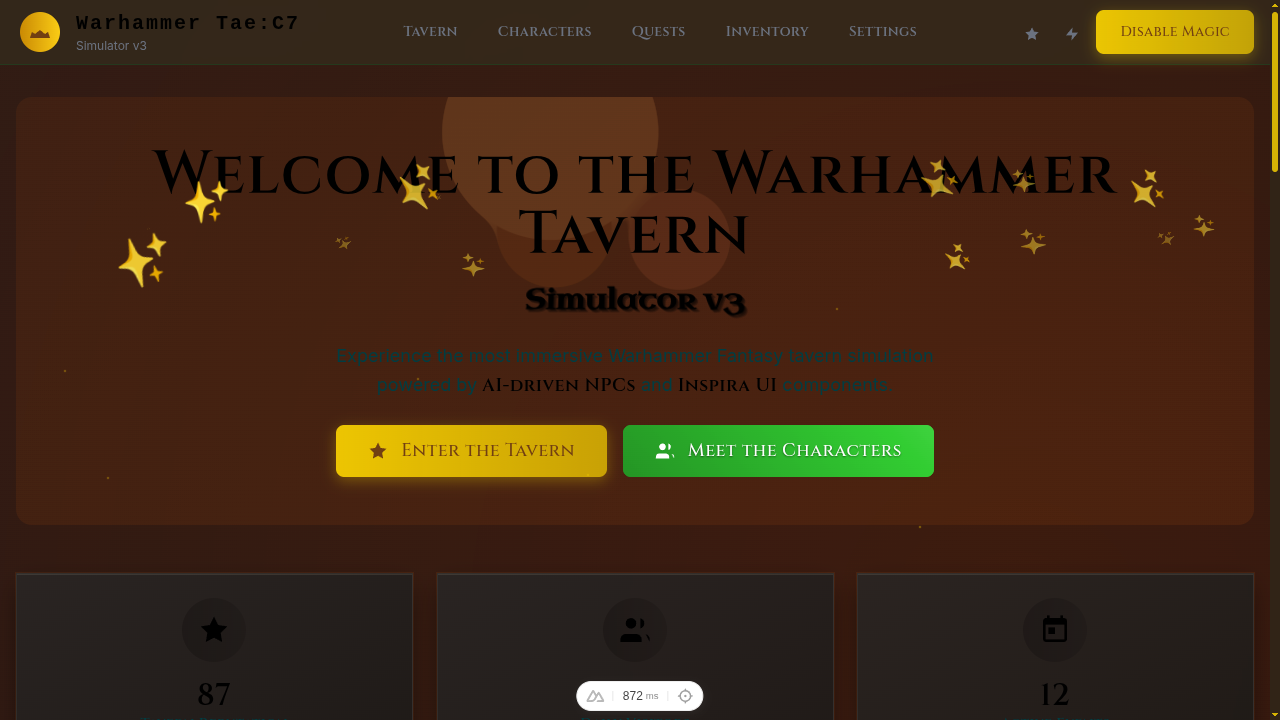 Warhammer Tae:C7
Simulator v3
Tavern
Characters
Quests
Inventory
Settings
Disable Magic
Welcome to the Warhammer
Tavern
Simulator v3
Experience the most immersive Warhammer Fantasy tavern simulation
powered by AI-driven NPCs and Inspira UI components.
Enter the Tavern
Meet the Characters
87
12
872 ms